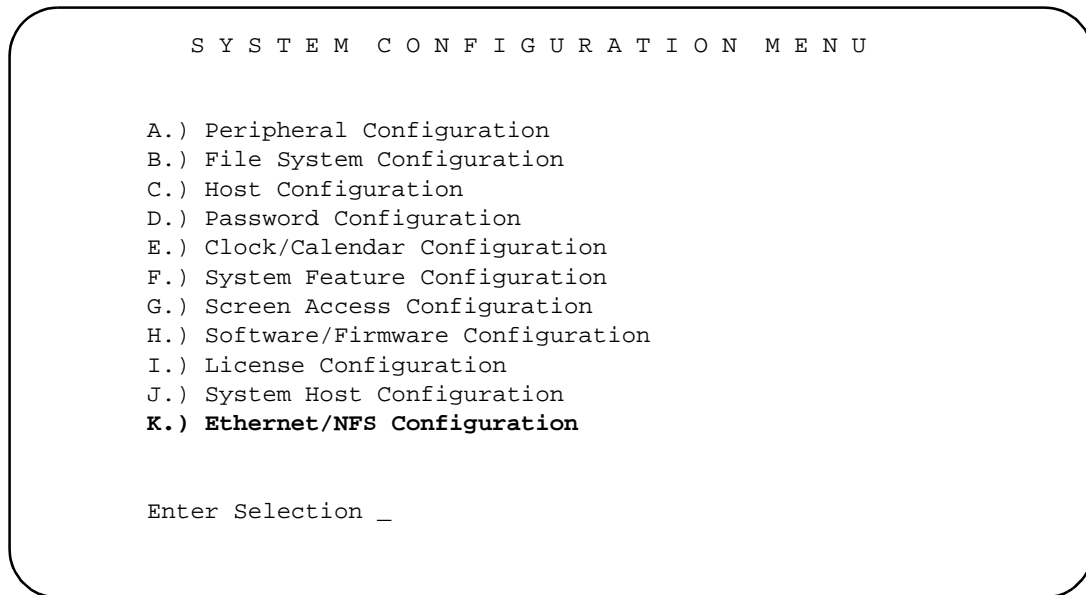 S Y S T E M  C O N F I G U R A T I O N  M E N U
A.) Peripheral Configuration
B.) File System Configuration
C.) Host Configuration
D.) Password Configuration
E.) Clock/Calendar Configuration
F.) System Feature Configuration
G.) Screen Access Configuration
H.) Software/Firmware Configuration
I.) License Configuration
J.) System Host Configuration
K.) Ethernet/NFS Configuration
Enter Selection _